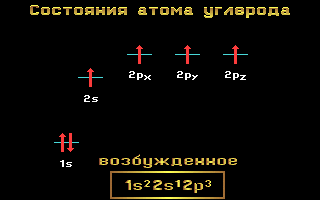 Состояния атома углерода
2px 2py 2pz
2s
1s
возбужденное
1s²2s¹2p³